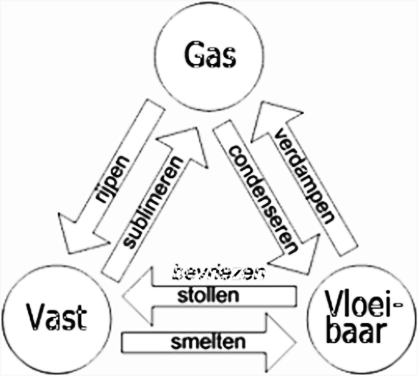 Gas
rijpen
sublimeren
condenseren
verdampen
bevriezen
stollen
smelten
Vast
Vloei-
baar